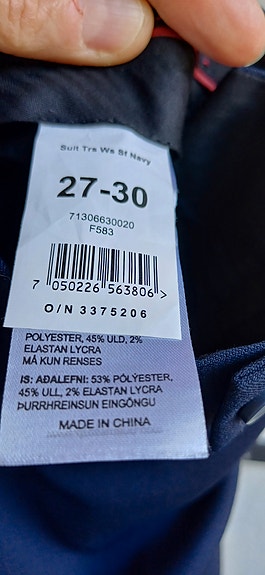 Suit Trs Ws St Navy
27-30
71306630020
F583
7 050226 563806 >
O/N 3375206
POLYESTER, 45% ULD, 2%
ELASTAN LYCRA
MÅ KUN RENSES
IS: AÐALEFNI: 53% PÓLÝESTER,
45% ULL, 2% ELASTAN LYCRA
ÞURRHREINSUN EINGÖNGU
MADE IN CHINA